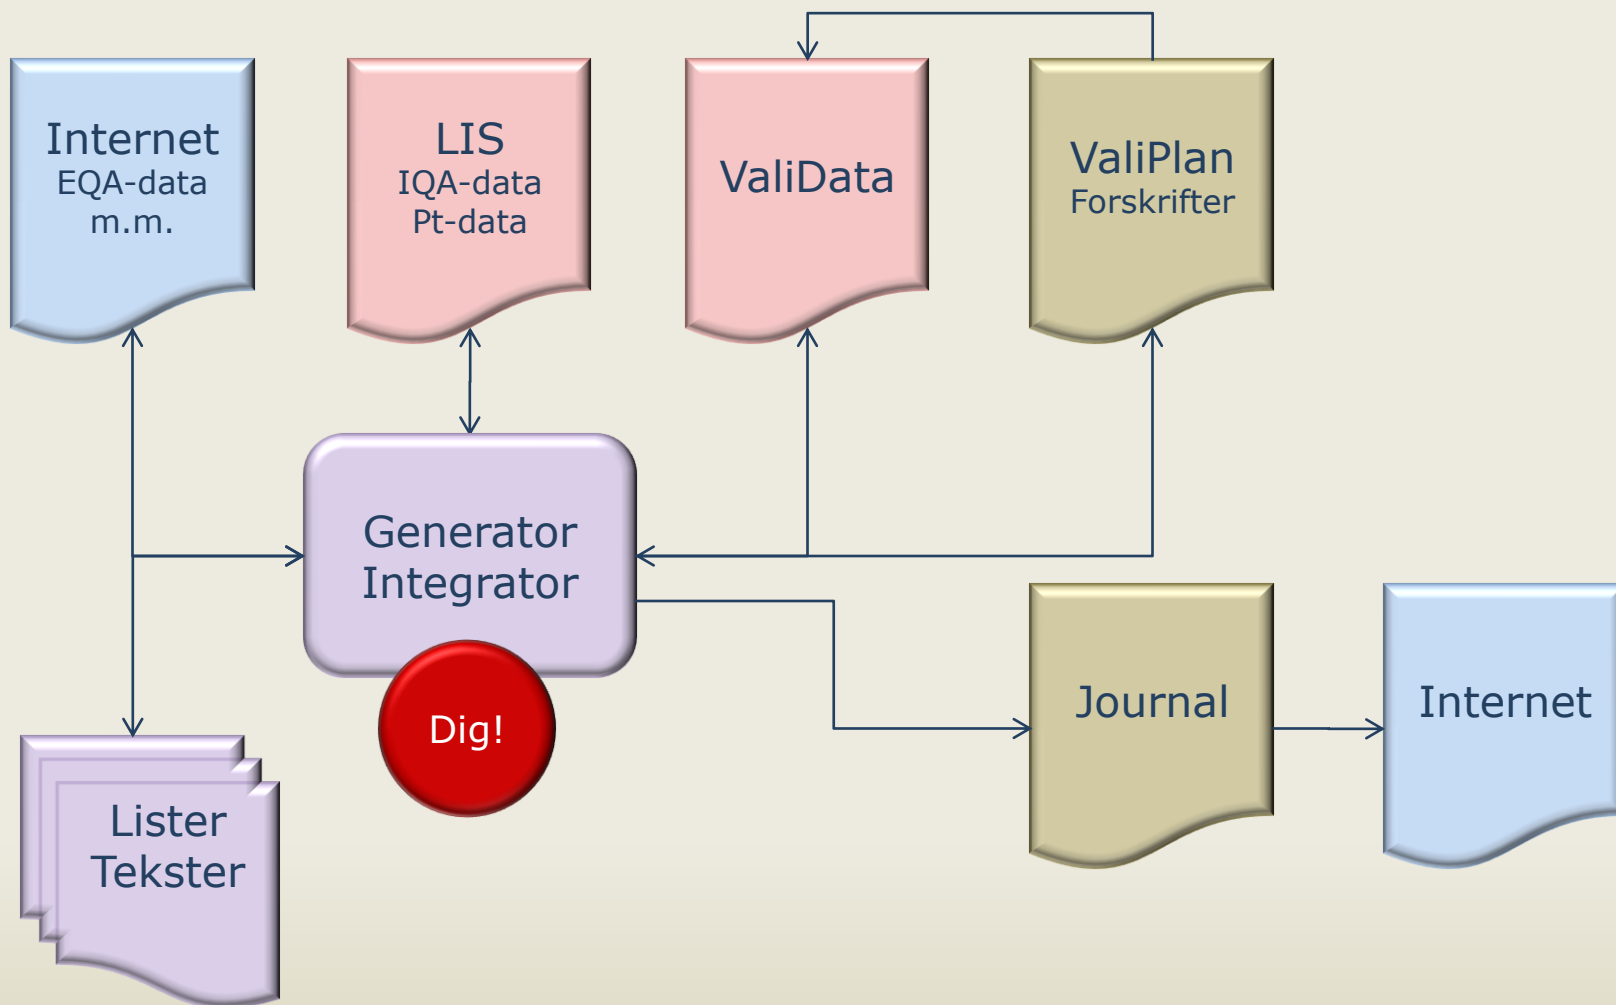 Internet
EQA-data
m.m.
LIS
IQA-data
Pt-data
ValiData
ValiPlan
Forskrifter
Generator
Integrator
Dig!
Journal
Internet
Lister
Tekster